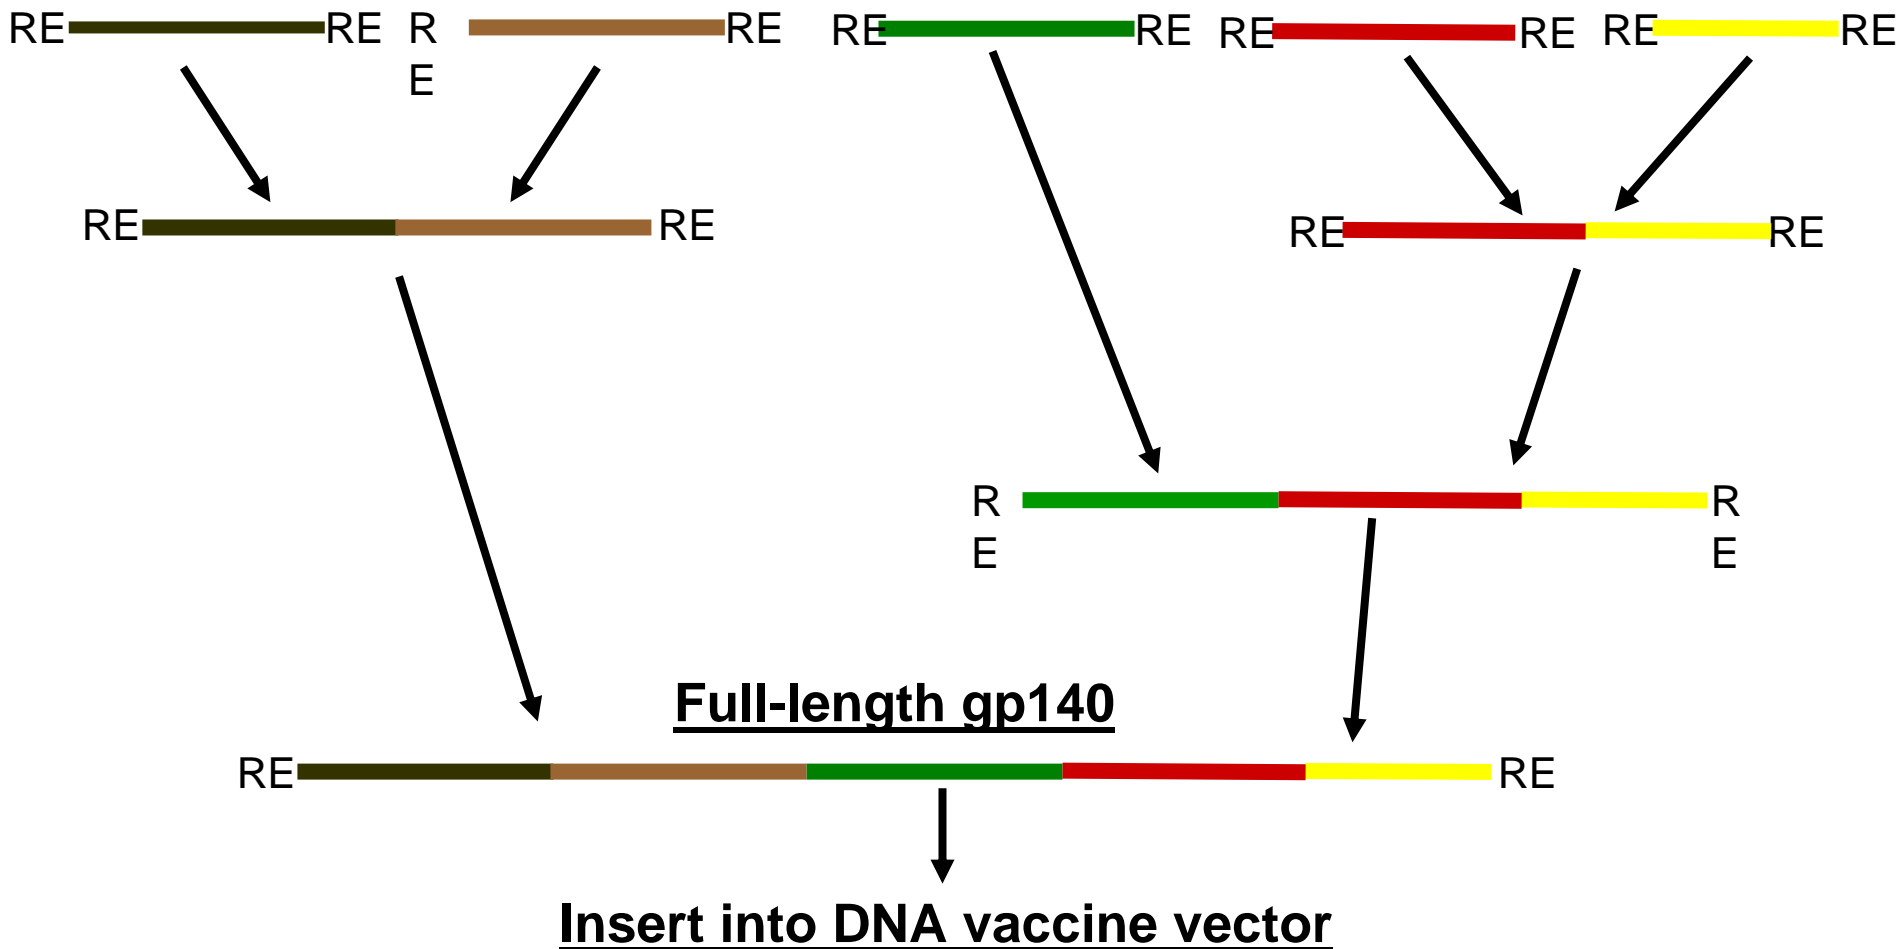 RE RE R RE RE RE RE RE RE RE
E
RE RE RE RE
R R
E E
Full-length gp140
RE RE
Insert into DNA vaccine vector